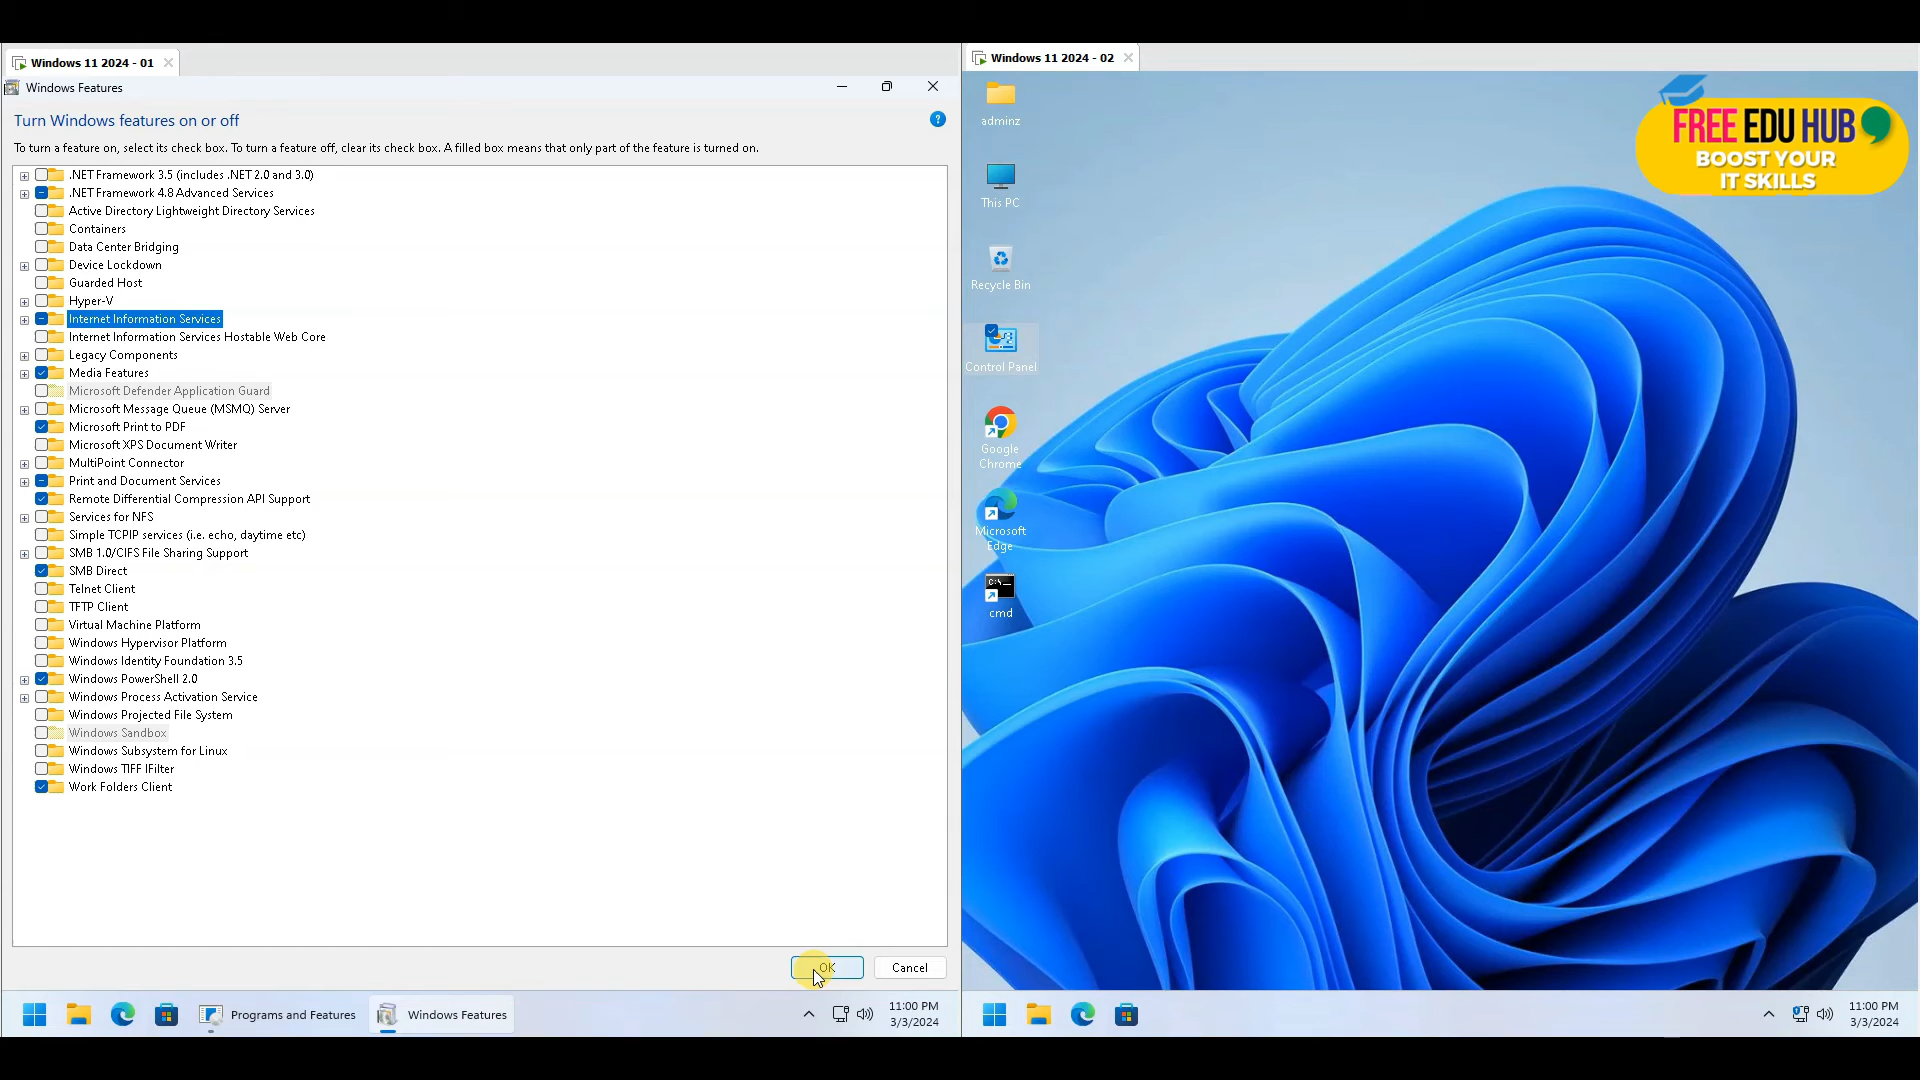 Windows 11 2024 - 01
Windows Features
Turn Windows features on or off
To turn a feature on, select its check box. To turn a feature off, clear its check box. A filled box means that only part of the feature is turned on.
.NET Framework 3.5 (includes .NET 2.0 and 3.0)
.NET Framework 4.8 Advanced Services
Active Directory Lightweight Directory Services
Containers
Data Center Bridging
Device Lockdown
Guarded Host
Hyper-V
Internet Information Services
Internet Information Services Hostable Web Core
Legacy Components
Media Features
Microsoft Defender Application Guard
Microsoft Message Queue (MSMQ) Server
Microsoft Print to PDF
Microsoft XPS Document Writer
MultiPoint Connector
Print and Document Services
Remote Differential Compression API Support
Services for NFS
Simple TCPIP services (i.e. echo, daytime etc)
SMB 1.0/CIFS File Sharing Support
SMB Direct
Telnet Client
TFTP Client
Virtual Machine Platform
Windows Hypervisor Platform
Windows Identity Foundation 3.5
Windows PowerShell 2.0
Windows Process Activation Service
Windows Projected File System
Windows Sandbox
Windows Subsystem for Linux
Windows TIFF IFilter
Work Folders Client
OK
Cancel
Programs and Features
Windows Features
11:00 PM
3/3/2024
Windows 11 2024 - 02
adminz
This PC
Recycle Bin
Control Panel
Google
Chrome
Microsoft
Edge
C:\
cmd
FREE EDU HUB
BOOST YOUR
IT SKILLS
11:00 PM
3/3/2024